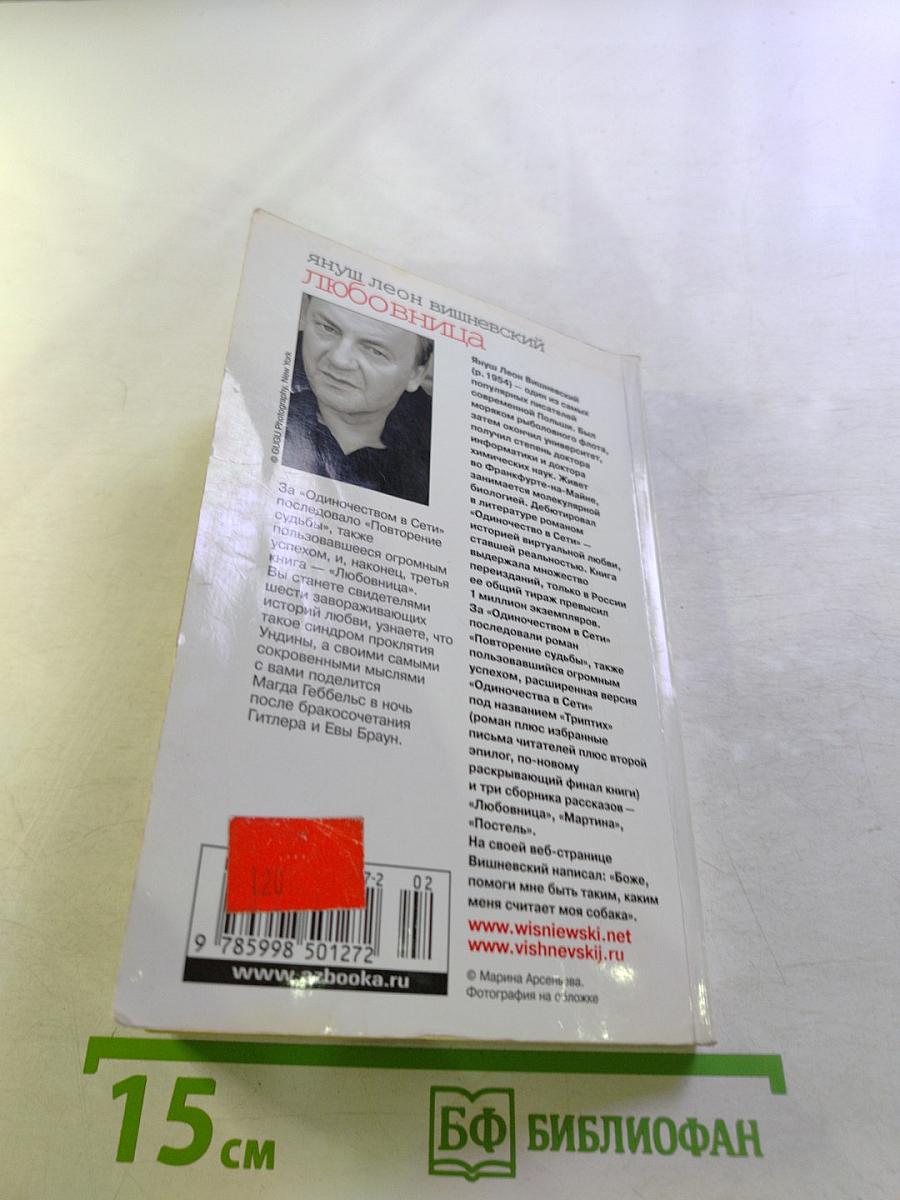 януш леон вишневский
любовница
© GUGU Photography, New York
За «Одиночеством в Сети»
последовало «Повторение
судьбы», также
пользовавшееся огромным
успехом, и, наконец, третья
книга — «Любовница».
Вы станете свидетелями
шести завораживающих
историй любви, узнаете, что
такое синдром проклятия
Ундины, а своими самыми
сокровенными мыслями
с вами поделится
Магда Геббельс в ночь
после бракосочетания
Гитлера и Евы Браун.
Януш Леон Вишневский
(р. 1954) — один из самых
популярных писателей
современной Польши. Был
моряком рыболовного флота,
затем окончил университет,
получил степень доктора
информатики и доктора
химических наук. Живет
во Франкфурте-на-Майне,
занимается молекулярной
биологией. Дебютировал
в литературе романом
«Одиночество в Сети» —
историей виртуальной любви,
ставшей реальностью. Книга
выдержала множество
переизданий, только в России
ее общий тираж превысил
1 миллион экземпляров.
За «Одиночеством в Сети»
последовали роман
«Повторение судьбы», также
пользовавшийся огромным
успехом, расширенная версия
«Одиночества в Сети»
под названием «Триптих»
(роман плюс избранные
письма читателей плюс второй
эпилог, по-новому
раскрывающий финал книги)
и три сборника рассказов —
«Любовница», «Мартина»,
«Постель».
На своей веб-странице
Вишневский написал: «Боже,
помоги мне быть таким, каким
меня считает моя собака».
www.wisniewski.net
www.vishnevskij.ru
© Марина Арсеньева.
Фотография на обложке
120
7-2
02
9 785998 501272
www.azbooka.ru
15 см
БФ БИБЛИОФАН